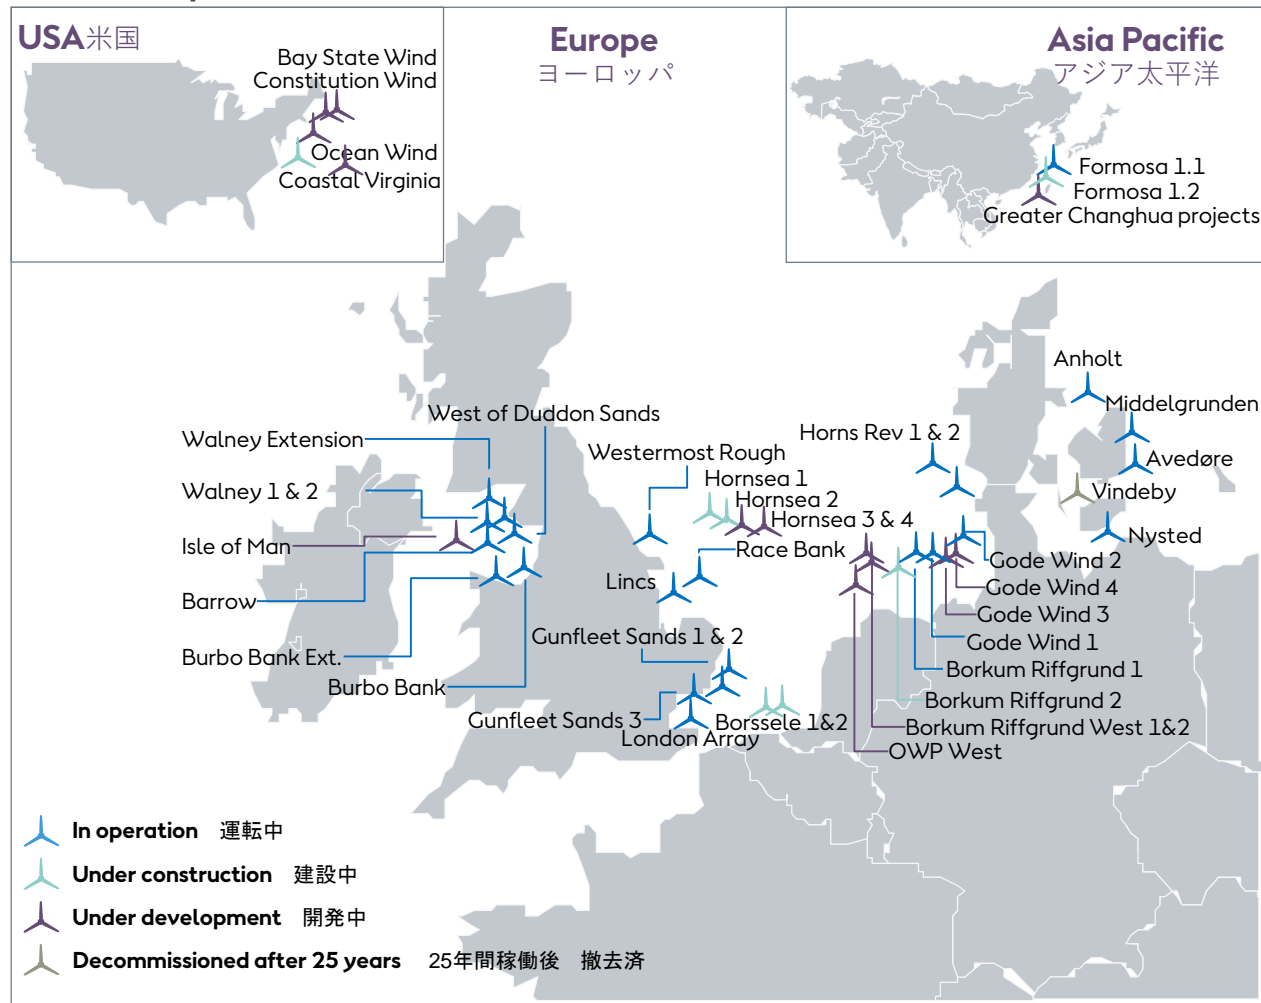 USA米国
Bay State Wind
Constitution Wind
Ocean Wind
Coastal Virginia
Europe
ヨーロッパ
Asia Pacific
アジア太平洋
Formosa 1.1
Formosa 1.2
Greater Changhua projects
West of Duddon Sands
Walney Extension
Walney 1 & 2
Isle of Man
Barrow
Burbo Bank Ext.
Burbo Bank
Westermost Rough
Hornsea 1
Hornsea 2
Hornsea 3 & 4
Race Bank
Lincs
Gunfleet Sands 1 & 2
Gunfleet Sands 3
London Array
Borssele 1&2
Anholt
Middelgrunden
Horns Rev 1 & 2
Avedøre
Vindeby
Nysted
Gode Wind 2
Gode Wind 4
Gode Wind 3
Gode Wind 1
Borkum Riffgrund 1
Borkum Riffgrund 2
Borkum Riffgrund West 1&2
OWP West
In operation 運転中
Under construction 建設中
Under development 開発中
Decommissioned after 25 years 25年間稼働後 撤去済